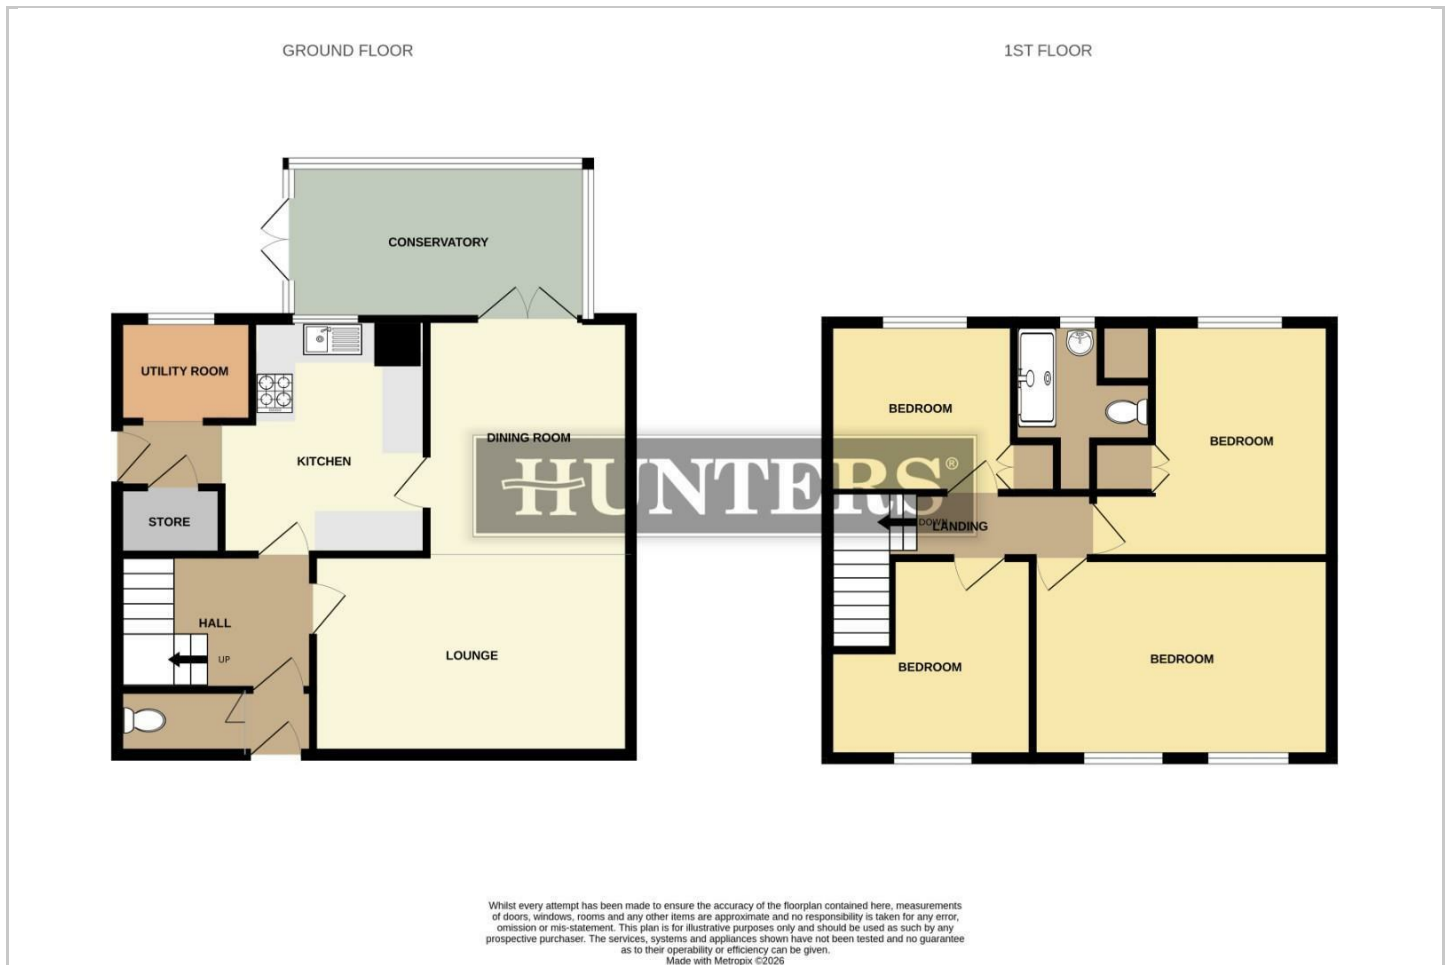 GROUND FLOOR
1ST FLOOR
CONSERVATORY
UTILITY ROOM
KITCHEN
DINING ROOM
STORE
HALL
UP
LOUNGE
BEDROOM
BEDROOM
DOWN
LANDING
BEDROOM
BEDROOM
HUNTERS®
Whilst every attempt has been made to ensure the accuracy of the floorplan contained here, measurements
of doors, windows, rooms and any other items are approximate and no responsibility is taken for any error,
omission or mis-statement. This plan is for illustrative purposes only and should be used as such by any
prospective purchaser. The services, systems and appliances shown have not been tested and no guarantee
as to their operability or efficiency can be given.
Made with Metropix ©2026